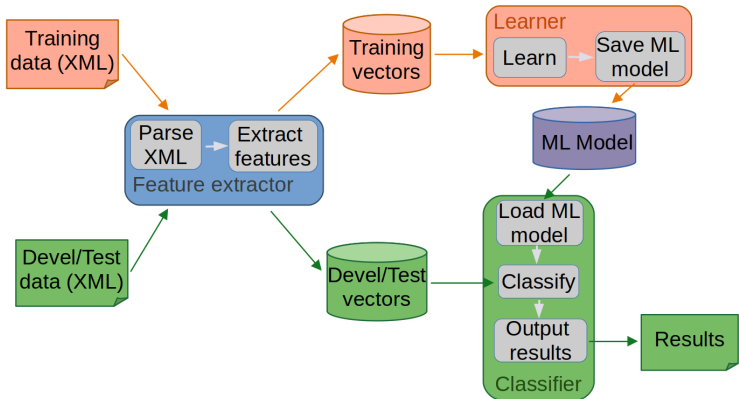 Training
data (XML)
Training
vectors
Learner
Learn
Save ML
model
Parse
XML
Extract
features
Feature extractor
ML Model
Devel/Test
data (XML)
Devel/Test
vectors
Load ML
model
Classify
Output
results
Classifier
Results